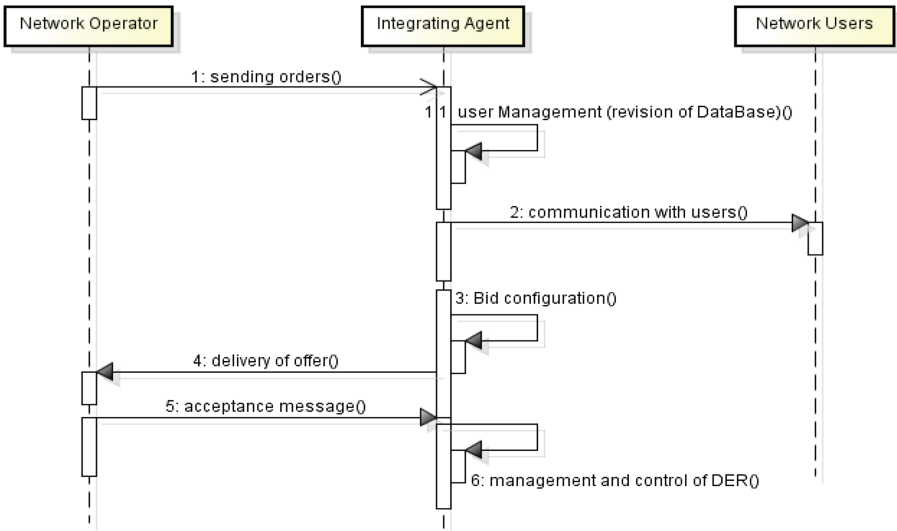 Network Operator
Integrating Agent
Network Users
1: sending orders()
1 1 user Management (revision of DataBase)()
2: communication with users()
3: Bid configuration()
4: delivery of offer()
5: acceptance message()
6: management and control of DER()